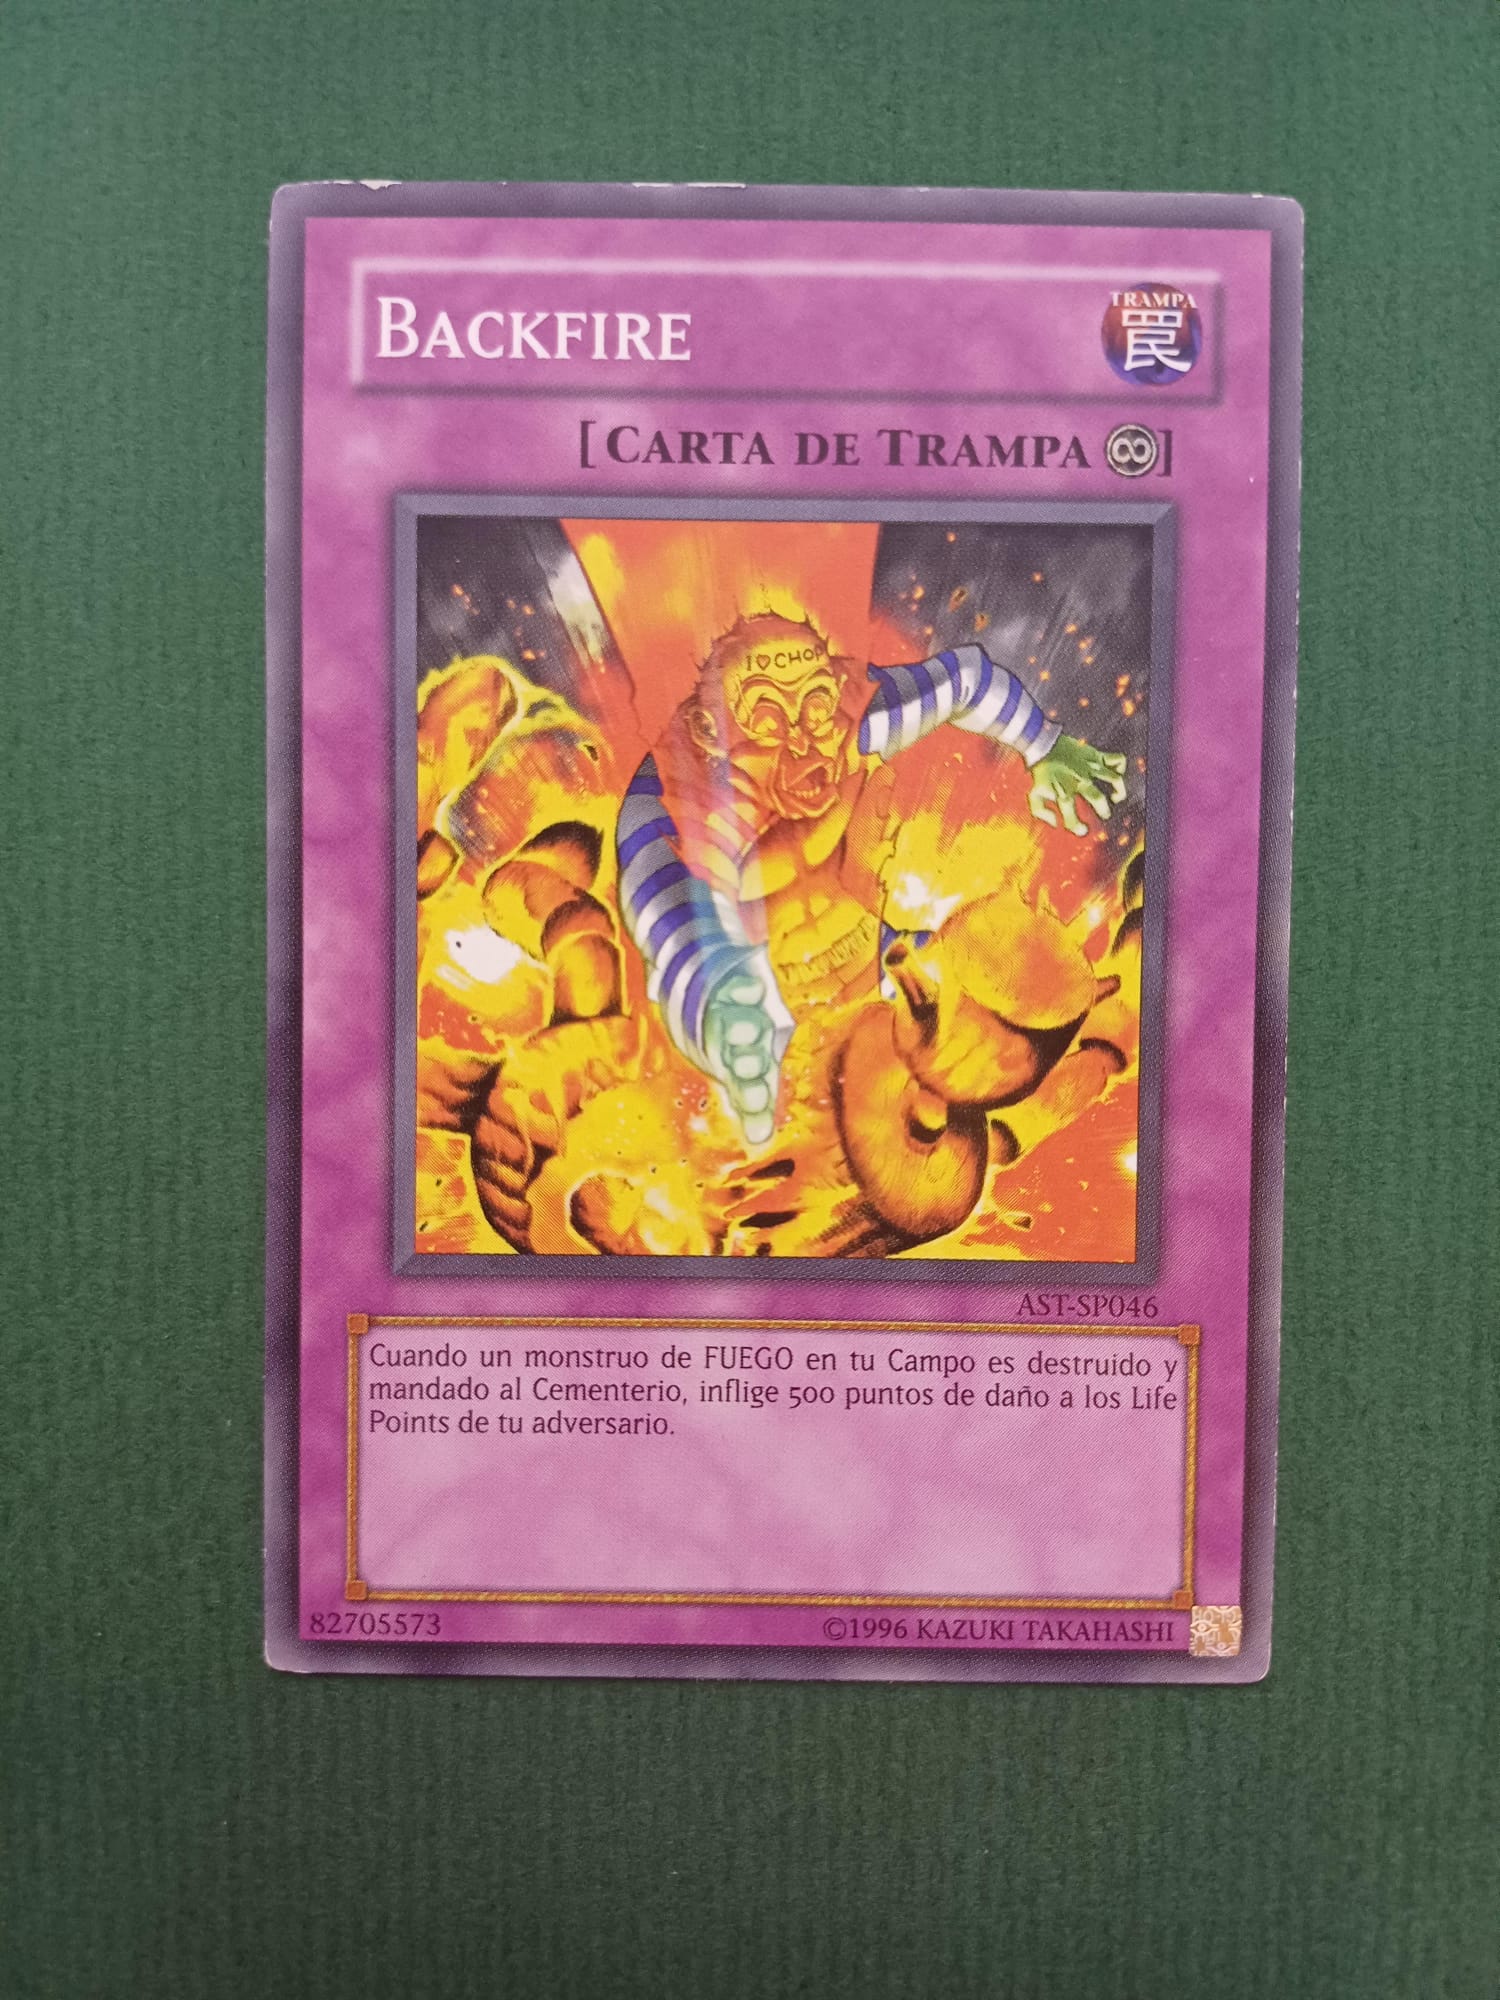 BACKFIRE
TRAMPA
罠
[CARTA DE TRAMPA ∞]
I♡CHOP
AST-SP046
Cuando un monstruo de FUEGO en tu Campo es destruido y
mandado al Cementerio, inflige 500 puntos de daño a los Life
Points de tu adversario.
82705573
©1996 KAZUKI TAKAHASHI